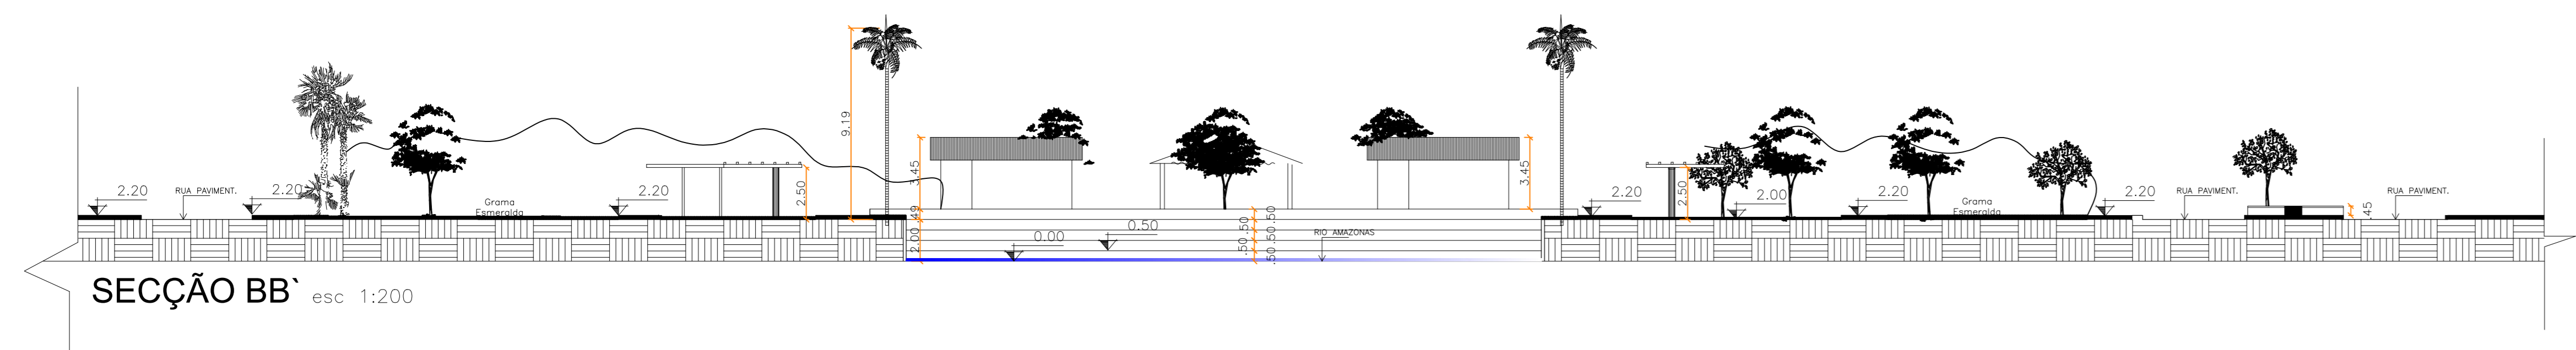 9.19
3.45
3.45
2.20
RUA PAVIMENT.
2.20
Grama
Esmeralda
2.20
2.50
.49
2.00
0.00
0.50
.50
.50
.50
.50
.50
RIO AMAZONAS
2.20
2.50
2.00
2.20
Grama
Esmeralda
2.20
RUA PAVIMENT.
.45
RUA PAVIMENT.
SECÇÃO BB` esc 1:200